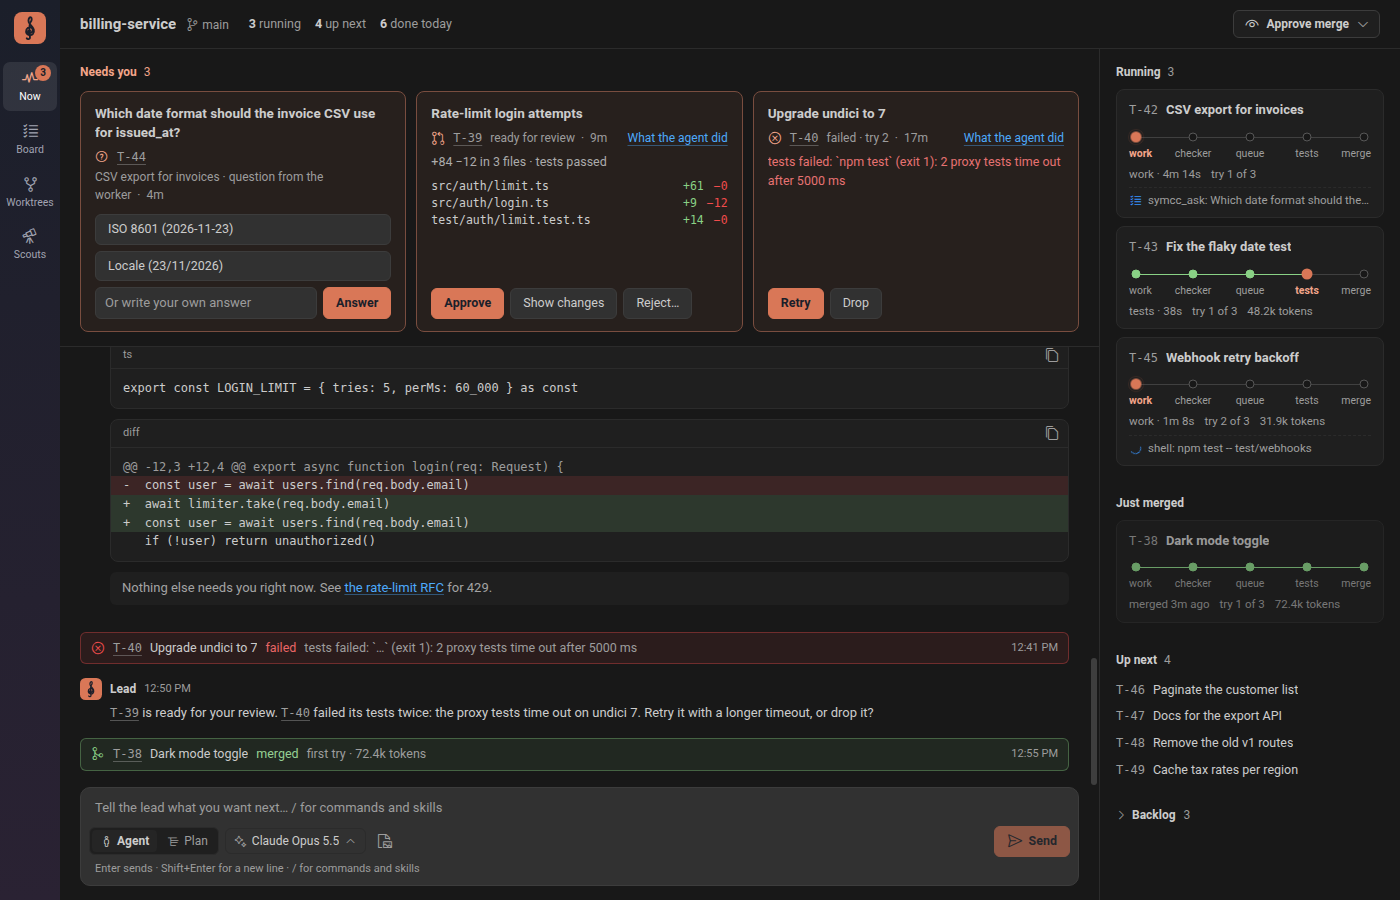 billing-service main 3 running 4 up next 6 done today
Approve merge
3
Now
Board
Worktrees
Scouts
Needs you 3
Which date format should the invoice CSV use
for issued_at?
T-44
CSV export for invoices · question from the
worker · 4m
ISO 8601 (2026-11-23)
Locale (23/11/2026)
Or write your own answer
Answer
Rate-limit login attempts
T-39 ready for review · 9m What the agent did
+84 −12 in 3 files · tests passed
src/auth/limit.ts +61 −0
src/auth/login.ts +9 −12
test/auth/limit.test.ts +14 −0
Approve Show changes Reject…
Upgrade undici to 7
T-40 failed · try 2 · 17m What the agent did
tests failed: `npm test` (exit 1): 2 proxy tests time out
after 5000 ms
Retry Drop
ts
export const LOGIN_LIMIT = { tries: 5, perMs: 60_000 } as const
diff
@@ -12,3 +12,4 @@ export async function login(req: Request) {
- const user = await users.find(req.body.email)
+ await limiter.take(req.body.email)
+ const user = await users.find(req.body.email)
if (!user) return unauthorized()
Nothing else needs you right now. See the rate-limit RFC for 429.
T-40 Upgrade undici to 7 failed tests failed: `…` (exit 1): 2 proxy tests time out after 5000 ms 12:41 PM
Lead 12:50 PM
T-39 is ready for your review. T-40 failed its tests twice: the proxy tests time out on undici 7. Retry it with a longer timeout, or drop it?
T-38 Dark mode toggle merged first try · 72.4k tokens 12:55 PM
Tell the lead what you want next… / for commands and skills
Agent Plan Claude Opus 5.5 Send
Enter sends · Shift+Enter for a new line · / for commands and skills
Running 3
T-42 CSV export for invoices
work checker queue tests merge
work · 4m 14s try 1 of 3
symcc_ask: Which date format should the…
T-43 Fix the flaky date test
work checker queue tests merge
tests · 38s try 1 of 3 48.2k tokens
T-45 Webhook retry backoff
work checker queue tests merge
work · 1m 8s try 2 of 3 31.9k tokens
shell: npm test -- test/webhooks
Just merged
T-38 Dark mode toggle
work checker queue tests merge
merged 3m ago try 1 of 3 72.4k tokens
Up next 4
T-46 Paginate the customer list
T-47 Docs for the export API
T-48 Remove the old v1 routes
T-49 Cache tax rates per region
Backlog 3